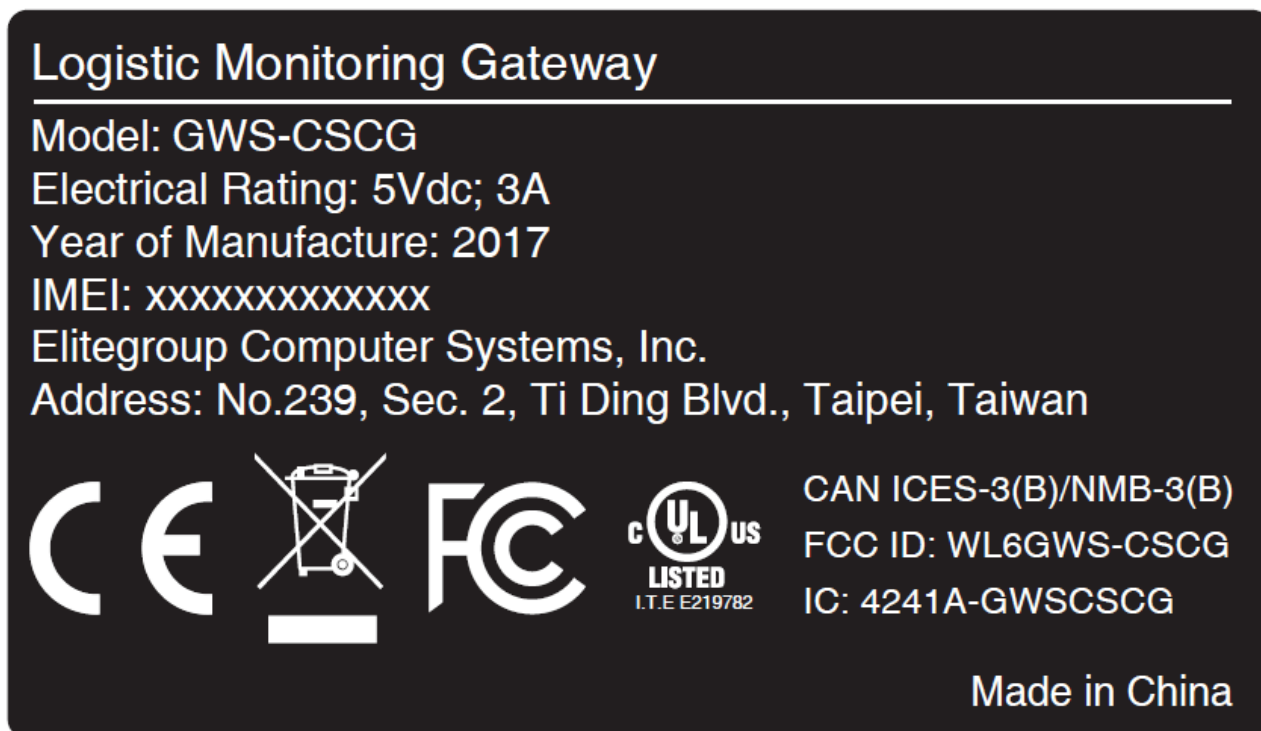 Logistic Monitoring Gateway
Model: GWS-CSCG
Electrical Rating: 5Vdc; 3A
Year of Manufacture: 2017
IMEI: xxxxxxxxxxxxx
Elitegroup Computer Systems, Inc.
Address: No.239, Sec. 2, Ti Ding Blvd., Taipei, Taiwan
CE
FC
C UL US
LISTED
I.T.E E219782
CAN ICES-3(B)/NMB-3(B)
FCC ID: WL6GWS-CSCG
IC: 4241A-GWSCSCG
Made in China